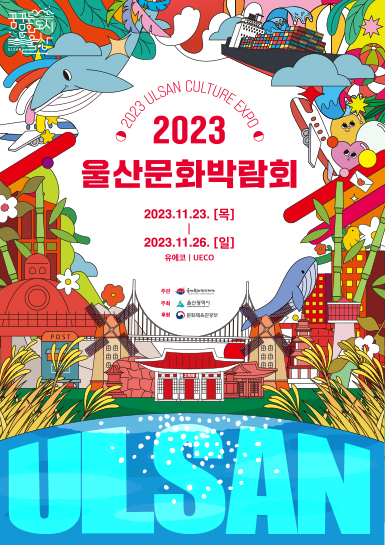 2023 ULSAN CULTURE EXPO
2023
울산문화박람회
2023.11.23. [목]
|
2023.11.26. [일]
유에코 | UECO
주관
주최 울산광역시
후원 문화체육관광부
POST
ULSAN